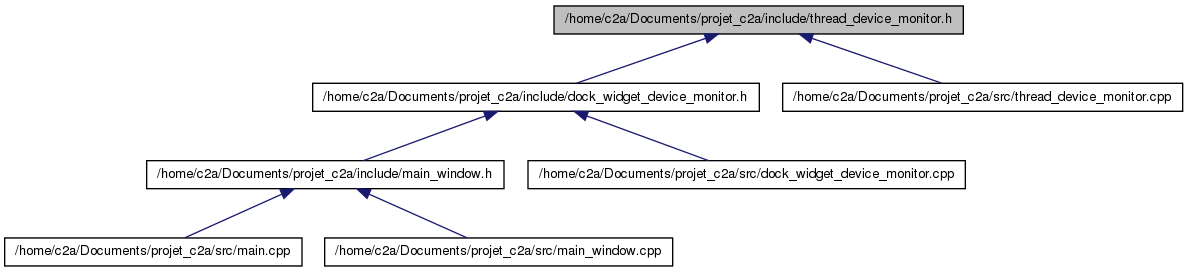 /home/c2a/Documents/projet_c2a/include/thread_device_monitor.h
/home/c2a/Documents/projet_c2a/include/dock_widget_device_monitor.h
/home/c2a/Documents/projet_c2a/src/thread_device_monitor.cpp
/home/c2a/Documents/projet_c2a/include/main_window.h
/home/c2a/Documents/projet_c2a/src/dock_widget_device_monitor.cpp
/home/c2a/Documents/projet_c2a/src/main.cpp
/home/c2a/Documents/projet_c2a/src/main_window.cpp